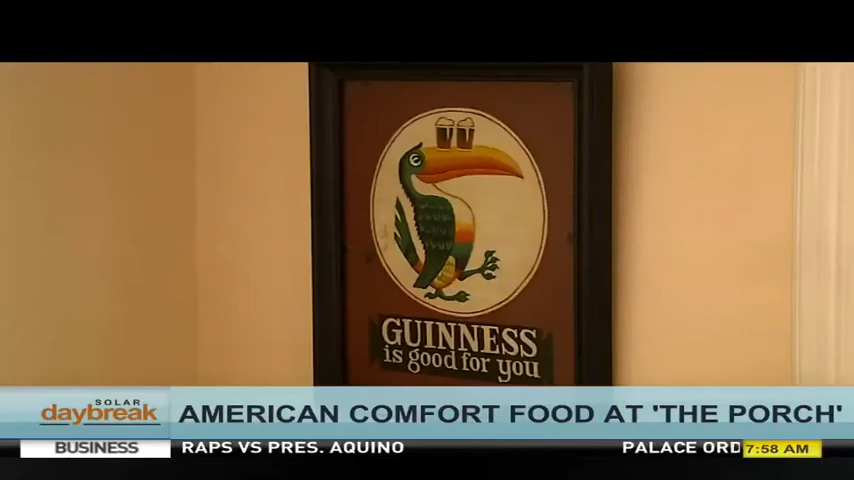 GUINNESS
is good for you
SOLAR
daybreak
AMERICAN COMFORT FOOD AT 'THE PORCH'
BUSINESS
RAPS VS PRES. AQUINO
PALACE ORD
7:58 AM